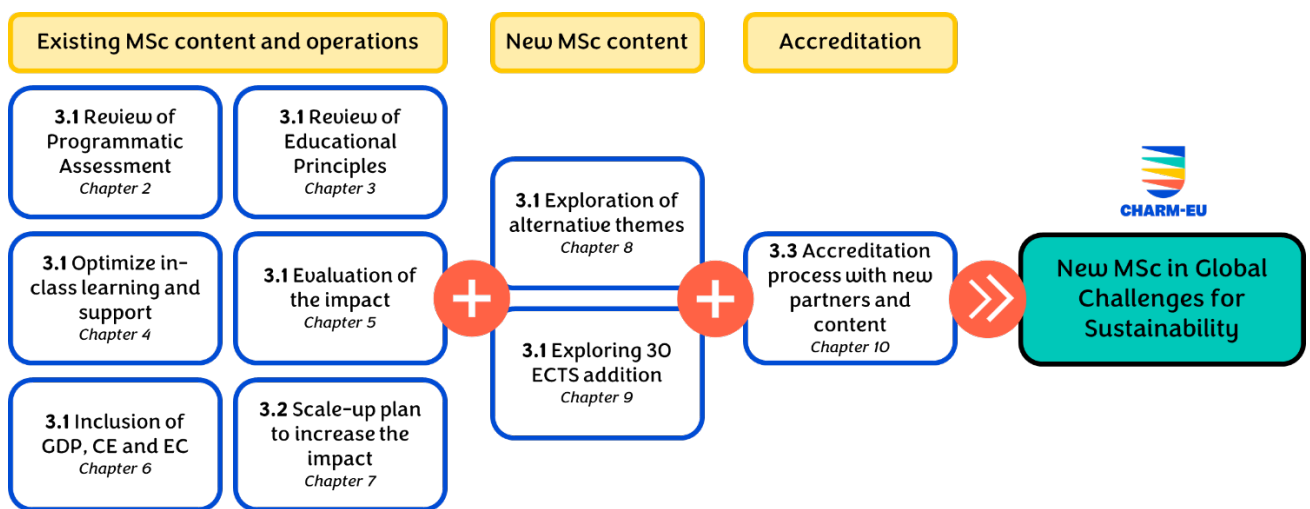 Existing MSc content and operations
New MSc content
Accreditation
3.1 Review of
Programmatic
Assessment
Chapter 2
3.1 Review of
Educational
Principles
Chapter 3
3.1 Optimize in-
class learning and
support
Chapter 4
3.1 Evaluation of
the impact
Chapter 5
3.1 Inclusion of
GDP, CE and EC
Chapter 6
3.2 Scale-up plan
to increase the
impact
Chapter 7
3.1 Exploration of
alternative themes
Chapter 8
3.1 Exploring 30
ECTS addition
Chapter 9
3.3 Accreditation
process with new
partners and
content
Chapter 10
CHARM-EU
New MSc in Global
Challenges for
Sustainability